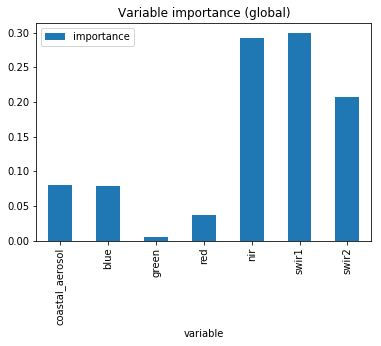 Variable importance (global)
importance
0.30
0.25
0.20
0.15
0.10
0.05
0.00
coastal_aerosol
blue
green
red
nir
swir1
swir2
variable